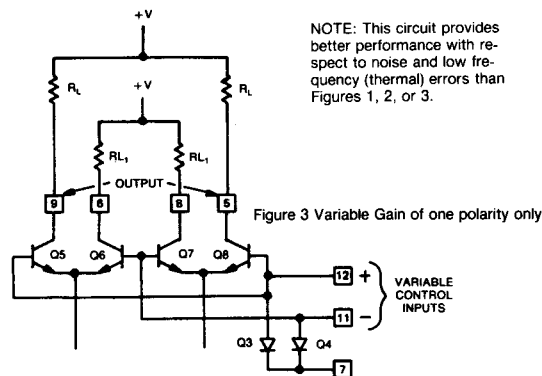 +V
NOTE: This circuit provides
better performance with re-
spect to noise and low fre-
quency (thermal) errors than
Figures 1, 2, or 3.
RL
+V
RL
RL1
RL1
OUTPUT
9
6
8
5
Figure 3 Variable Gain of one polarity only
Q5
Q6
Q7
Q8
12 +
VARIABLE
CONTROL
INPUTS
11 −
Q3
Q4
7